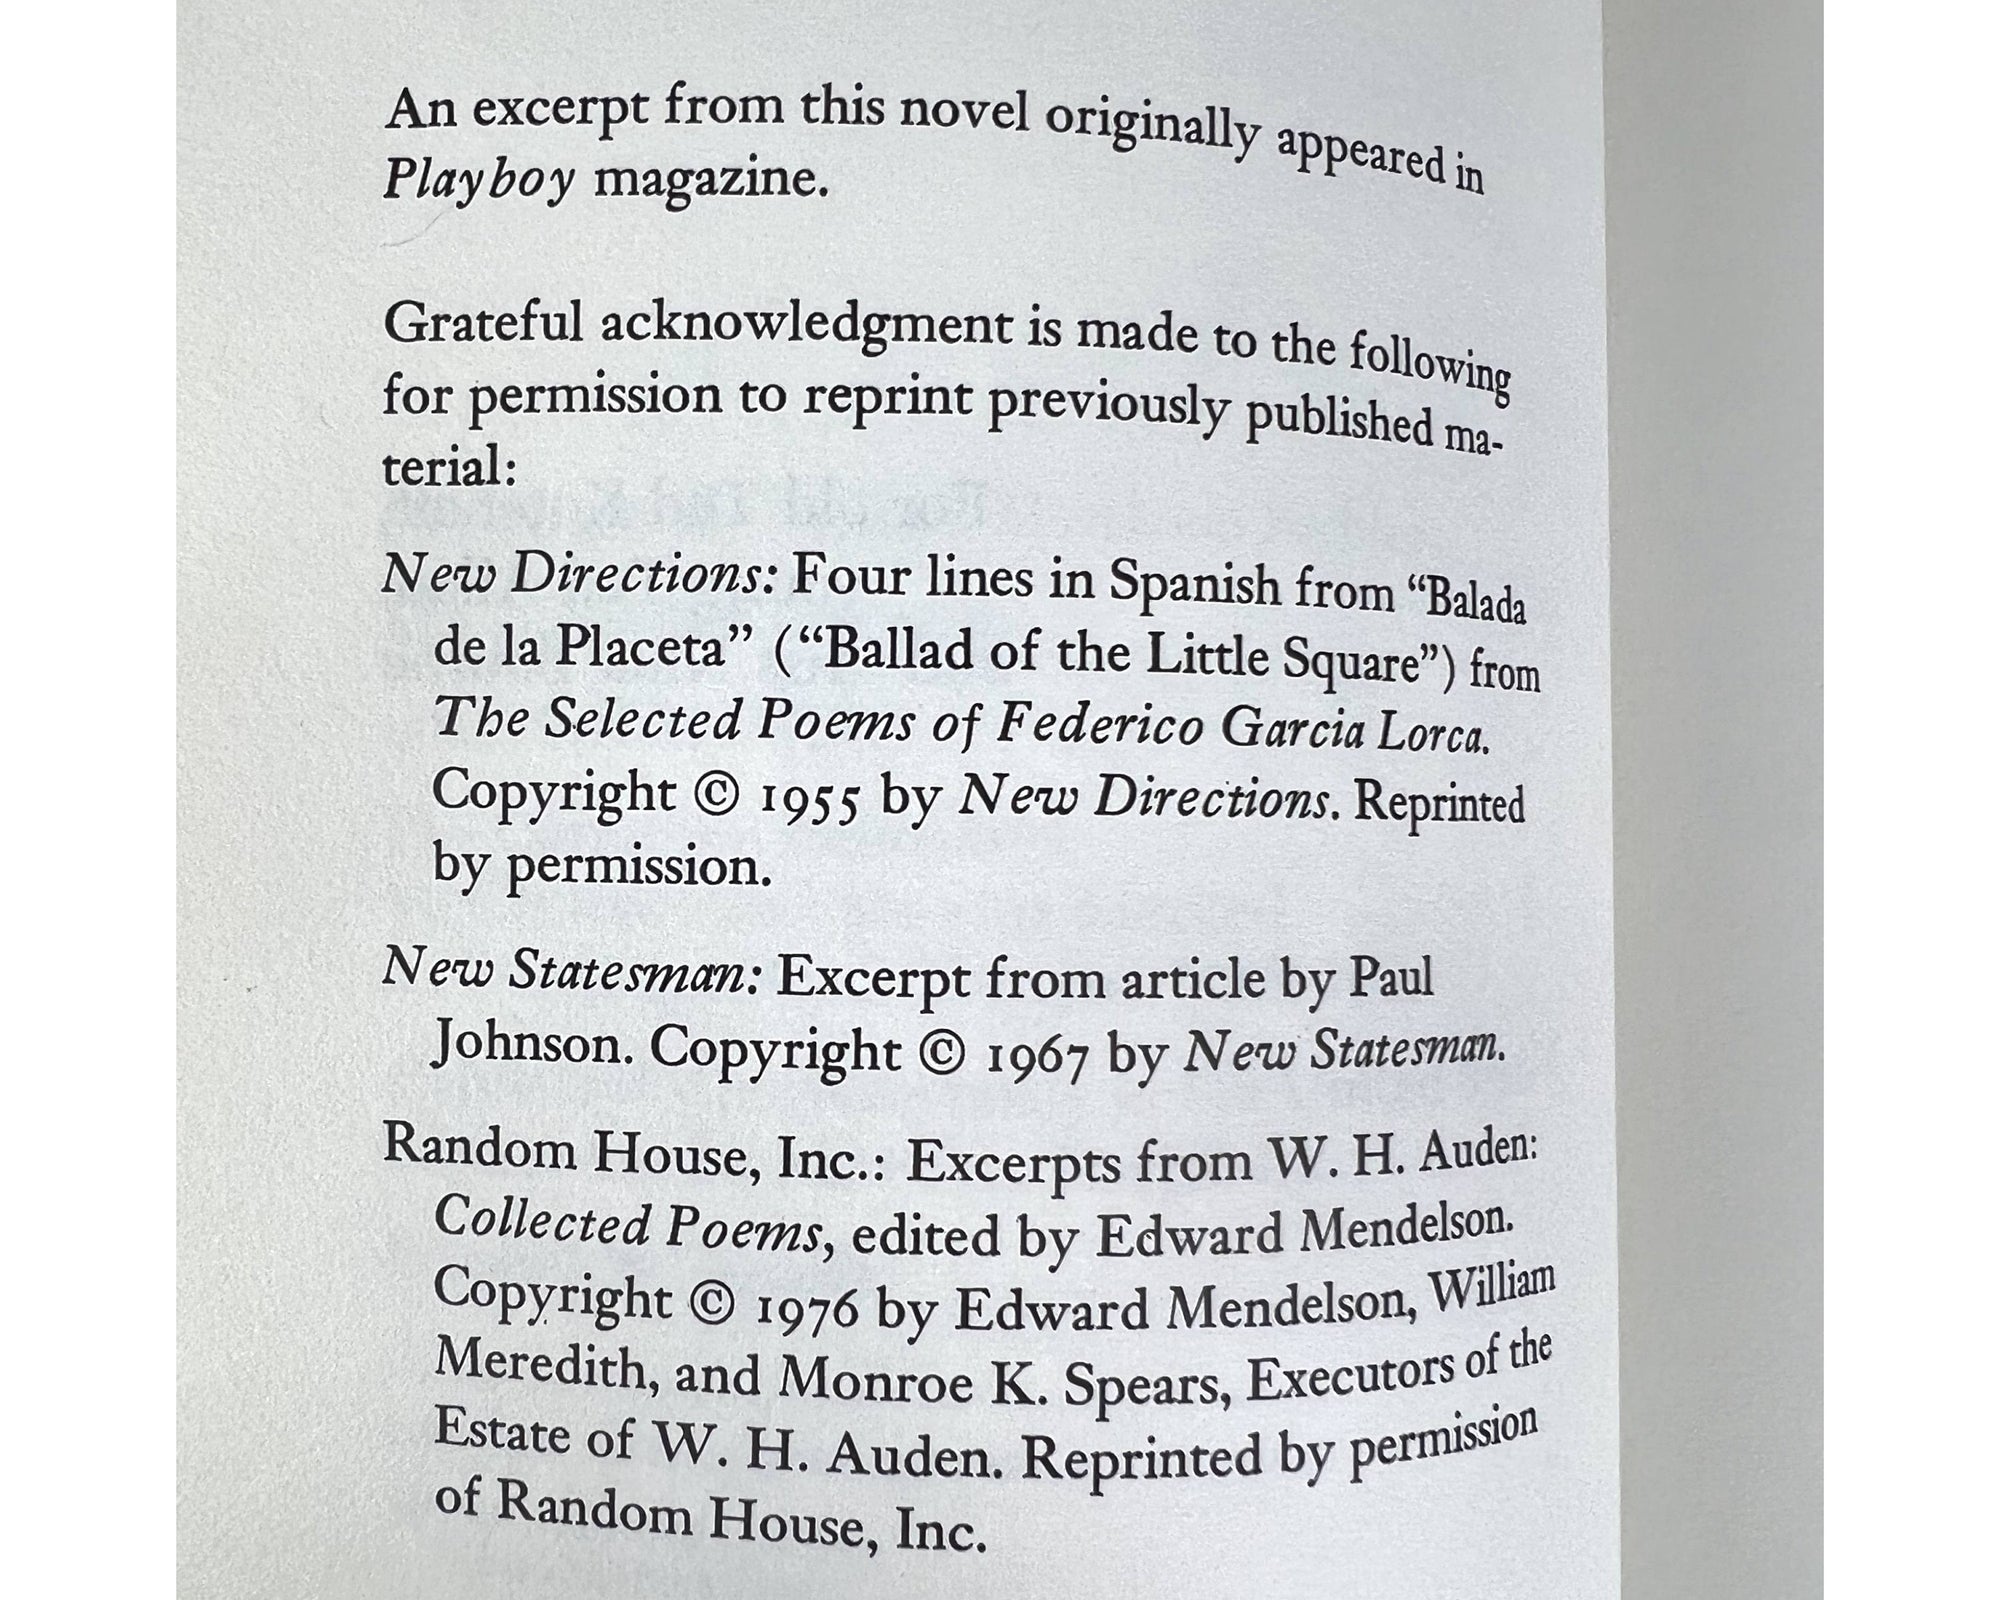 An excerpt from this novel originally appeared in
Playboy magazine.
Grateful acknowledgment is made to the following
for permission to reprint previously published ma-
terial:
New Directions: Four lines in Spanish from “Balada
de la Placeta” (“Ballad of the Little Square”) from
The Selected Poems of Federico Garcia Lorca.
Copyright © 1955 by New Directions. Reprinted
by permission.
New Statesman: Excerpt from article by Paul
Johnson. Copyright © 1967 by New Statesman.
Random House, Inc.: Excerpts from W. H. Auden:
Collected Poems, edited by Edward Mendelson.
Copyright © 1976 by Edward Mendelson, William
Meredith, and Monroe K. Spears, Executors of the
Estate of W. H. Auden. Reprinted by permission
of Random House, Inc.